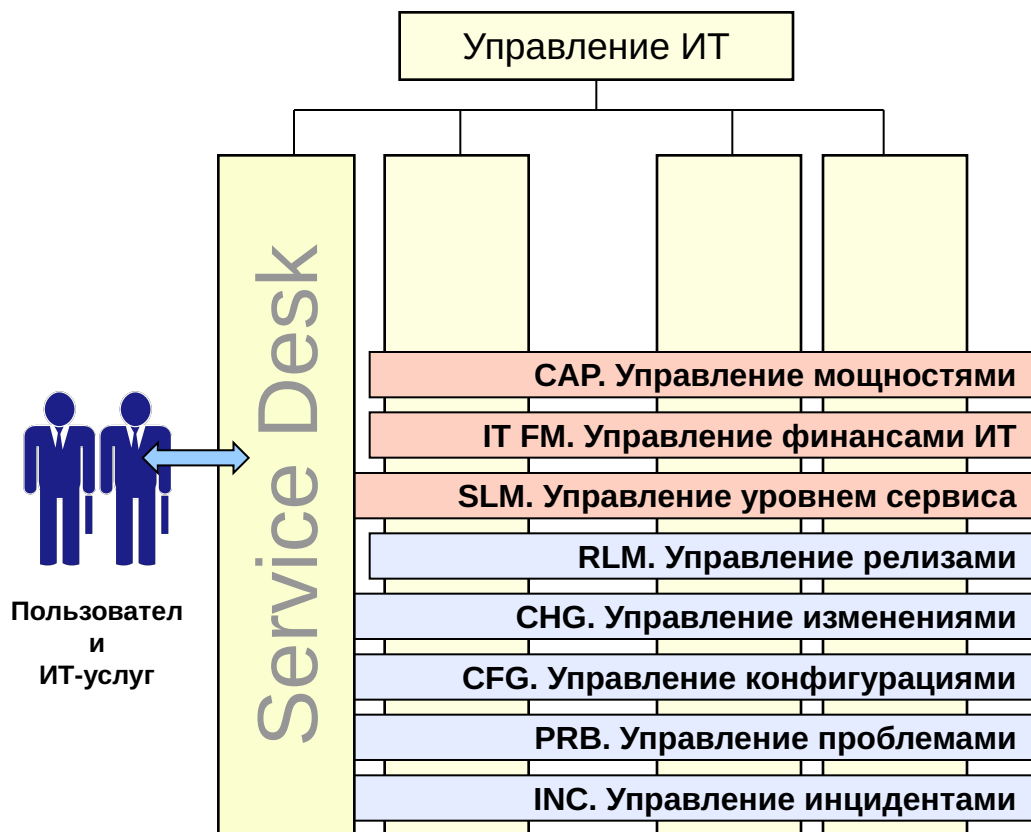 Управление ИТ
Service Desk
CAP. Управление мощностями
IT FM. Управление финансами ИТ
SLM. Управление уровнем сервиса
RLM. Управление релизами
CHG. Управление изменениями
CFG. Управление конфигурациями
PRB. Управление проблемами
INC. Управление инцидентами
Пользовател
и
ИТ-услуг